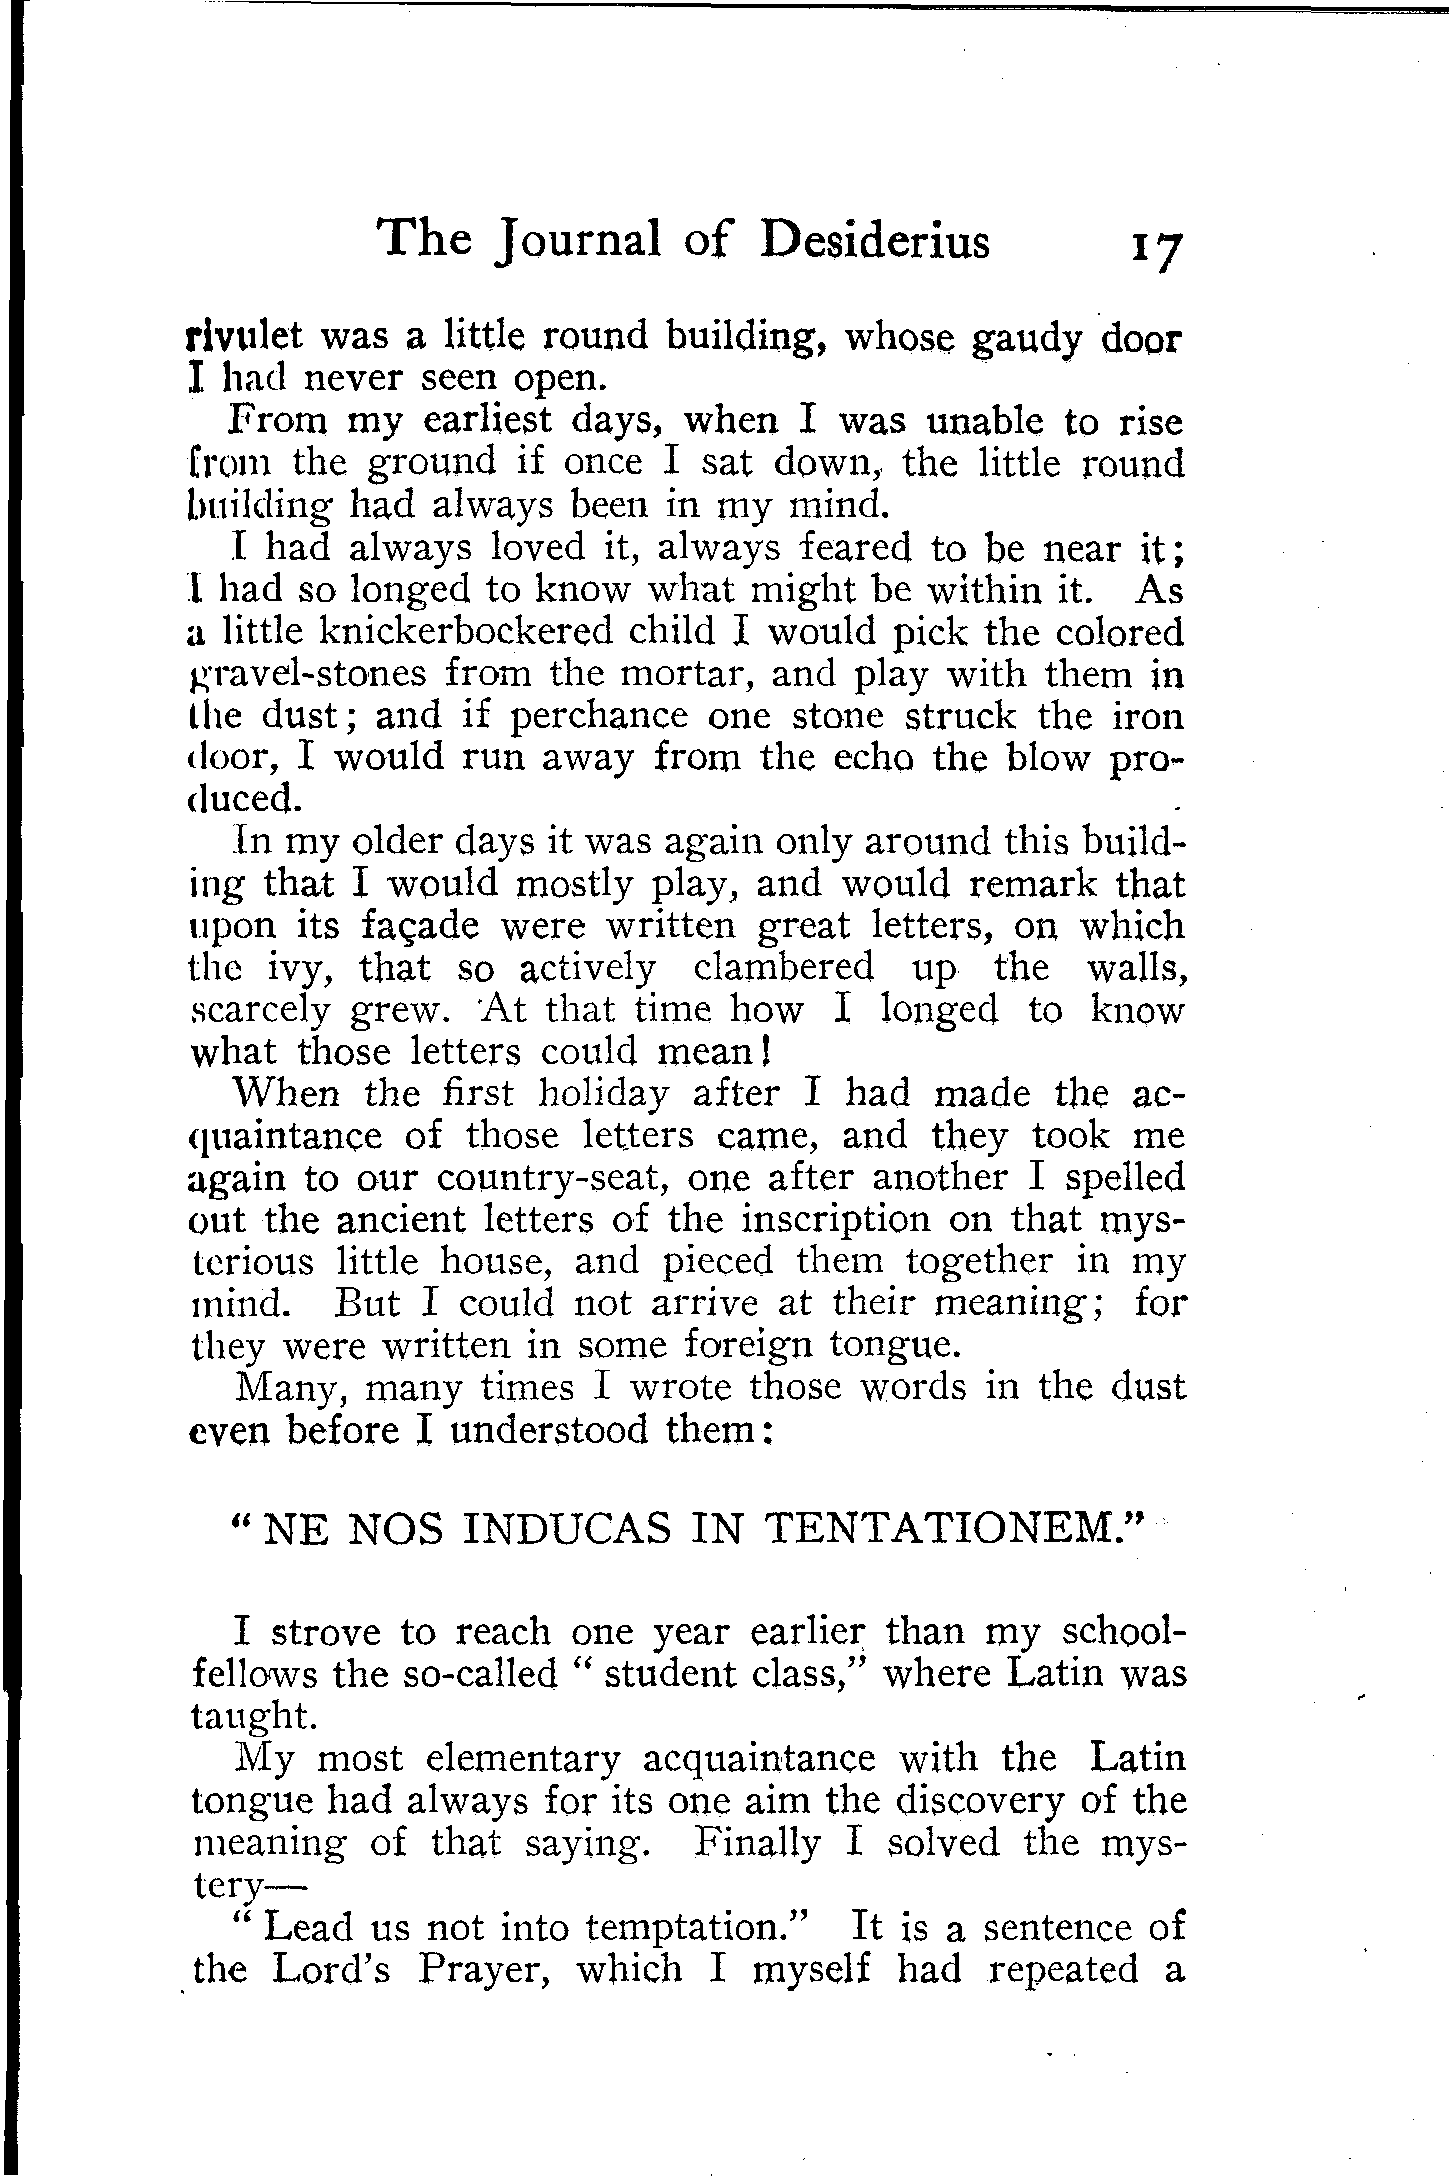 The Journal of Desiderius 17
rivulet was a little round building, whose gaudy door
I had never seen open.
From my earliest days, when I was unable to rise
from the ground if once I sat down, the little round
building had always been in my mind.
I had always loved it, always feared to be near it;
I had so longed to know what might be within it. As
a little knickerbockered child I would pick the colored
gravel-stones from the mortar, and play with them in
the dust; and if perchance one stone struck the iron
door, I would run away from the echo the blow pro-
duced.
In my older days it was again only around this build-
ing that I would mostly play, and would remark that
upon its façade were written great letters, on which
the ivy, that so actively clambered up the walls,
scarcely grew. At that time how I longed to know
what those letters could mean!
When the first holiday after I had made the ac-
quaintance of those letters came, and they took me
again to our country-seat, one after another I spelled
out the ancient letters of the inscription on that mys-
terious little house, and pieced them together in my
mind. But I could not arrive at their meaning; for
they were written in some foreign tongue.
Many, many times I wrote those words in the dust
even before I understood them:
"NE NOS INDUCAS IN TENTATIONEM."
I strove to reach one year earlier than my school-
fellows the so-called "student class," where Latin was
taught.
My most elementary acquaintance with the Latin
tongue had always for its one aim the discovery of the
meaning of that saying. Finally I solved the mys-
tery—
"Lead us not into temptation." It is a sentence of
the Lord's Prayer, which I myself had repeated a